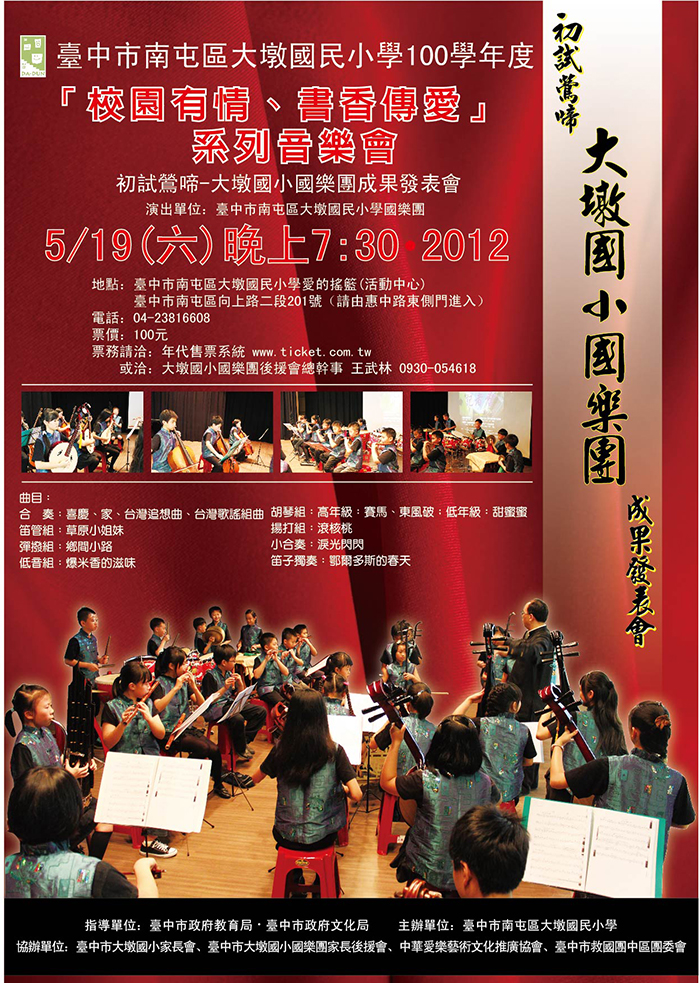 DA-DUN
臺中市南屯區大墩國民小學100學年度
「校園有情、書香傳愛」
系列音樂會
初試鶯啼-大墩國小國樂團成果發表會
演出單位：臺中市南屯區大墩國民小學國樂團
5/19(六)晚上7:30·2012
地點：臺中市南屯區大墩國民小學愛的搖籃(活動中心)
臺中市南屯區向上路二段201號（請由惠中路東側門進入）
電話：04-23816608
票價：100元
票務請洽：年代售票系統 www.ticket.com.tw
或洽：大墩國小國樂團後援會總幹事 王武林 0930-054618
初試鶯啼
大墩國小國樂團
成果發表會
曲目：
合　奏：喜慶、家、台灣追想曲、台灣歌謠組曲
笛管組：草原小姐妹
彈撥組：鄉間小路
低音組：爆米香的滋味
胡琴組：高年級：賽馬、東風破；低年級：甜蜜蜜
揚打組：滾核桃
小合奏：淚光閃閃
笛子獨奏：鄂爾多斯的春天
指導單位：臺中市政府教育局·臺中市政府文化局　主辦單位：臺中市南屯區大墩國民小學
協辦單位：臺中市大墩國小家長會、臺中市大墩國小國樂團家長後援會、中華愛樂藝術文化推廣協會、臺中市救國團中區團委會